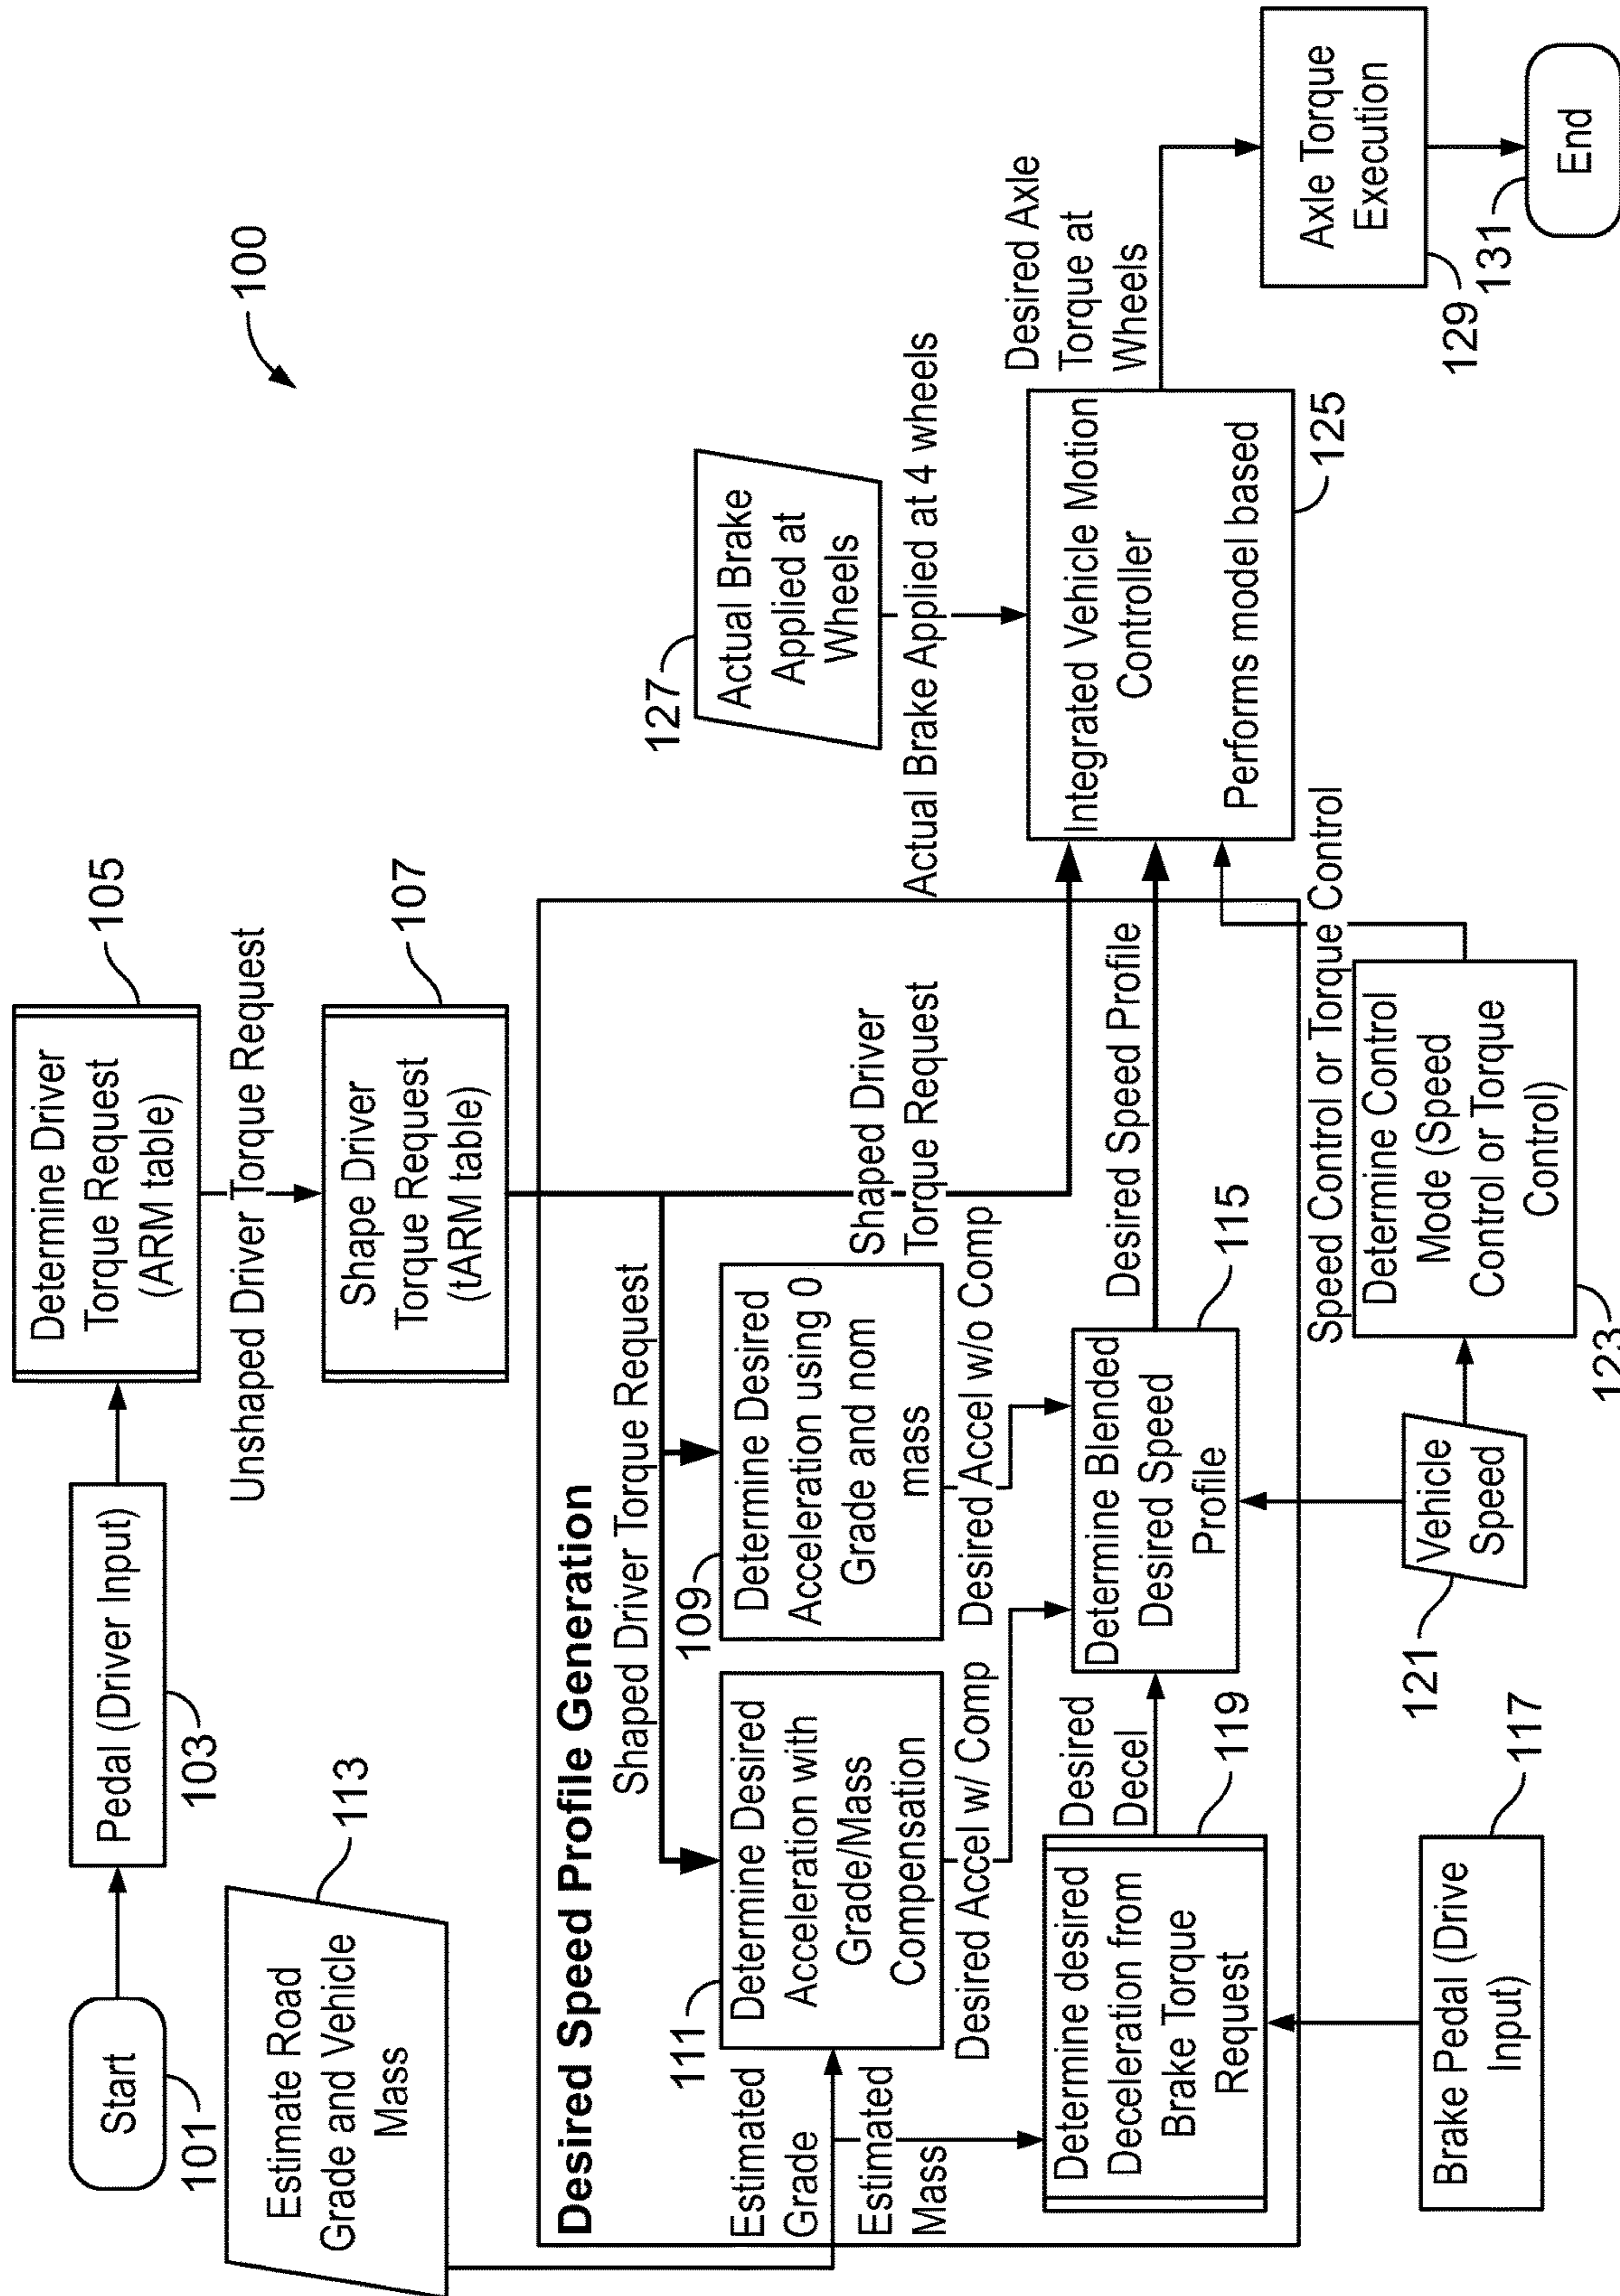 100
Start
101
Pedal (Driver Input)
103
Determine Driver
Torque Request
(ARM table)
105
Unshaped Driver Torque Request
Shape Driver
Torque Request
(tARM table)
107
Estimate Road
Grade and Vehicle
Mass
113
Desired Speed Profile Generation
Shaped Driver Torque Request
Estimated
Grade
Estimated
Mass
111
Determine Desired
Acceleration with
Grade/Mass
Compensation
Desired Accel w/ Comp
109
Determine Desired
Acceleration using 0
Grade and nom
mass
Desired Accel w/o Comp
Shaped Driver
Torque Request
Determine desired
Deceleration from
Brake Torque
Request
119
Desired
Decel
Determine Blended
Desired Speed
Profile
115
Desired Speed Profile
Brake Pedal (Drive
Input)
117
Vehicle
Speed
121
Determine Control
Mode (Speed
Control or Torque
Control)
123
Speed Control or Torque Control
Actual Brake
Applied at
Wheels
127
Actual Brake Applied at 4 wheels
Integrated Vehicle Motion
Controller
Performs model based
125
Desired Axle
Torque at
Wheels
Axle Torque
Execution
129
End
131